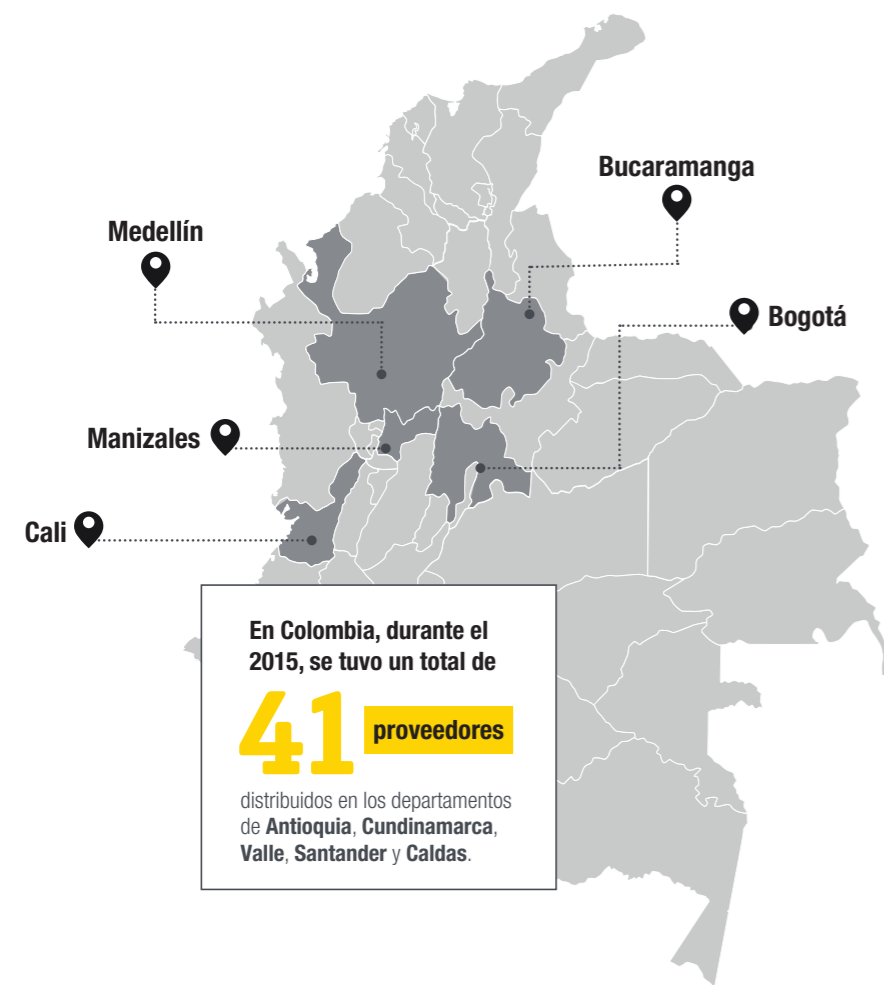 Bucaramanga
Medellín
Bogotá
Manizales
Cali
En Colombia, durante el
2015, se tuvo un total de
41 proveedores
distribuidos en los departamentos
de Antioquia, Cundinamarca,
Valle, Santander y Caldas.